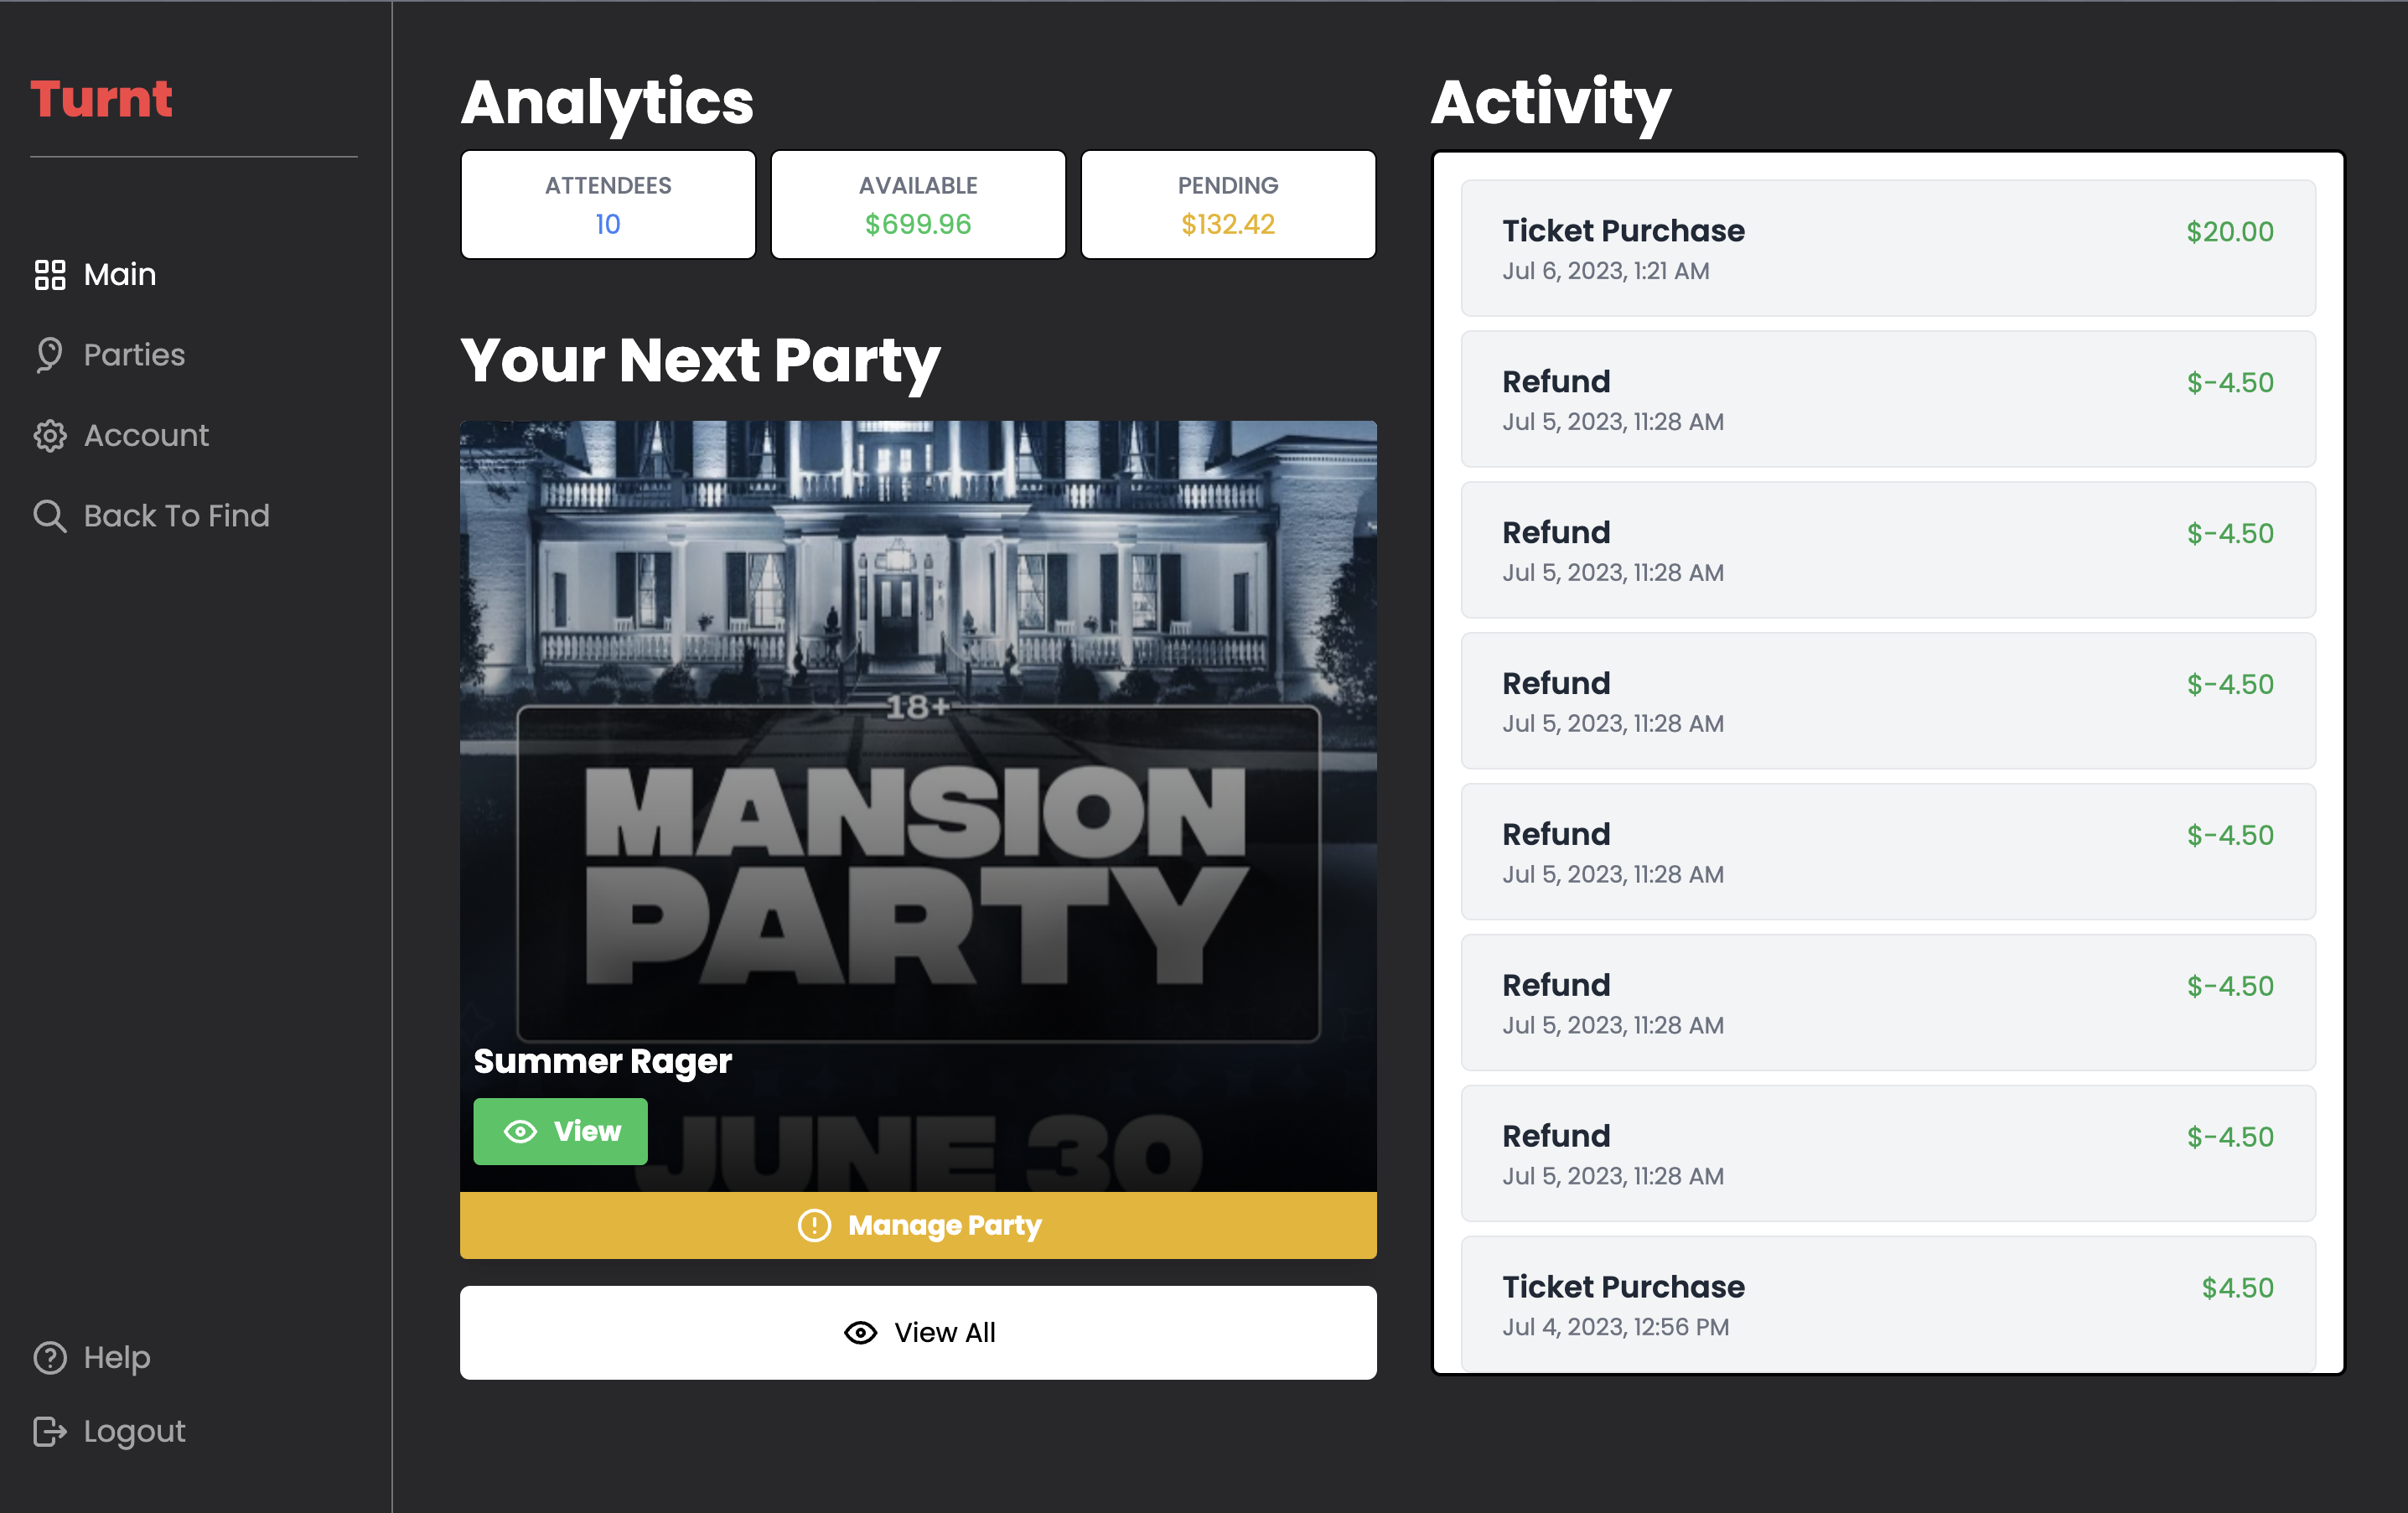 Turnt
Main
Parties
Account
Back To Find
Help
Logout
Analytics
ATTENDEES
10
AVAILABLE
$699.96
PENDING
$132.42
Your Next Party
18+
MANSION
PARTY
Summer Rager
View
JUNE 30
Manage Party
View All
Activity
Ticket Purchase
$20.00
Jul 6, 2023, 1:21 AM
Refund
$-4.50
Jul 5, 2023, 11:28 AM
Refund
$-4.50
Jul 5, 2023, 11:28 AM
Refund
$-4.50
Jul 5, 2023, 11:28 AM
Refund
$-4.50
Jul 5, 2023, 11:28 AM
Refund
$-4.50
Jul 5, 2023, 11:28 AM
Refund
$-4.50
Jul 5, 2023, 11:28 AM
Ticket Purchase
$4.50
Jul 4, 2023, 12:56 PM